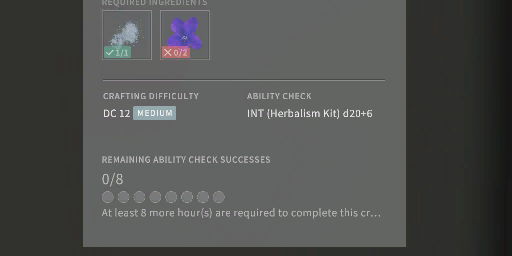 REQUIRED INGREDIENTS
1/1
0/2
CRAFTING DIFFICULTY
ABILITY CHECK
DC 12 MEDIUM
INT (Herbalism Kit) d20+6
REMAINING ABILITY CHECK SUCCESSES
0/8
At least 8 more hour(s) are required to complete this cr...